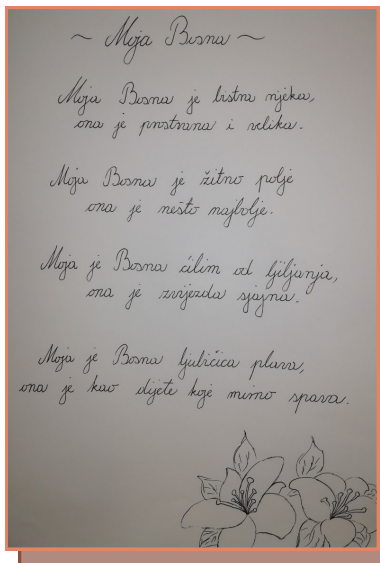 ~ Moja Bosna ~
Moja Bosna je bistra rijeka,
ona je prostrana i velika.
Moja Bosna je žitno polje
ona je nešto najbolje.
Moja je Bosna ćilim od ljiljanja,
ona je zvijezda sjajna.
Moja je Bosna ljubičica plava,
ona je kao dijete koje mirno spava.